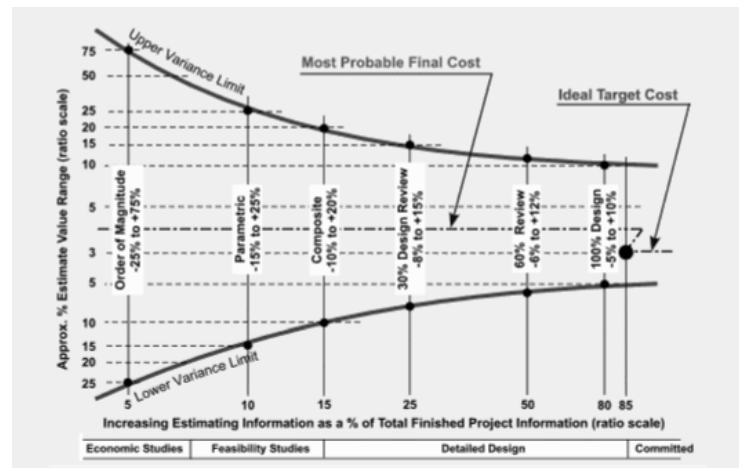 Approx. % Estimate Value Range (ratio scale)
75
50
25
20
15
10
5
3
5
10
15
20
25
Upper Variance Limit
Lower Variance Limit
Most Probable Final Cost
Ideal Target Cost
Order of Magnitude
-25% to +75%
Parametric
-15% to +25%
Composite
-10% to +20%
30% Design Review
-8% to +15%
60% Review
-6% to +12%
100% Design
-5% to +10%
5 10 15 25 50 80 85
Increasing Estimating Information as a % of Total Finished Project Information (ratio scale)
Economic Studies Feasibility Studies Detailed Design Committed